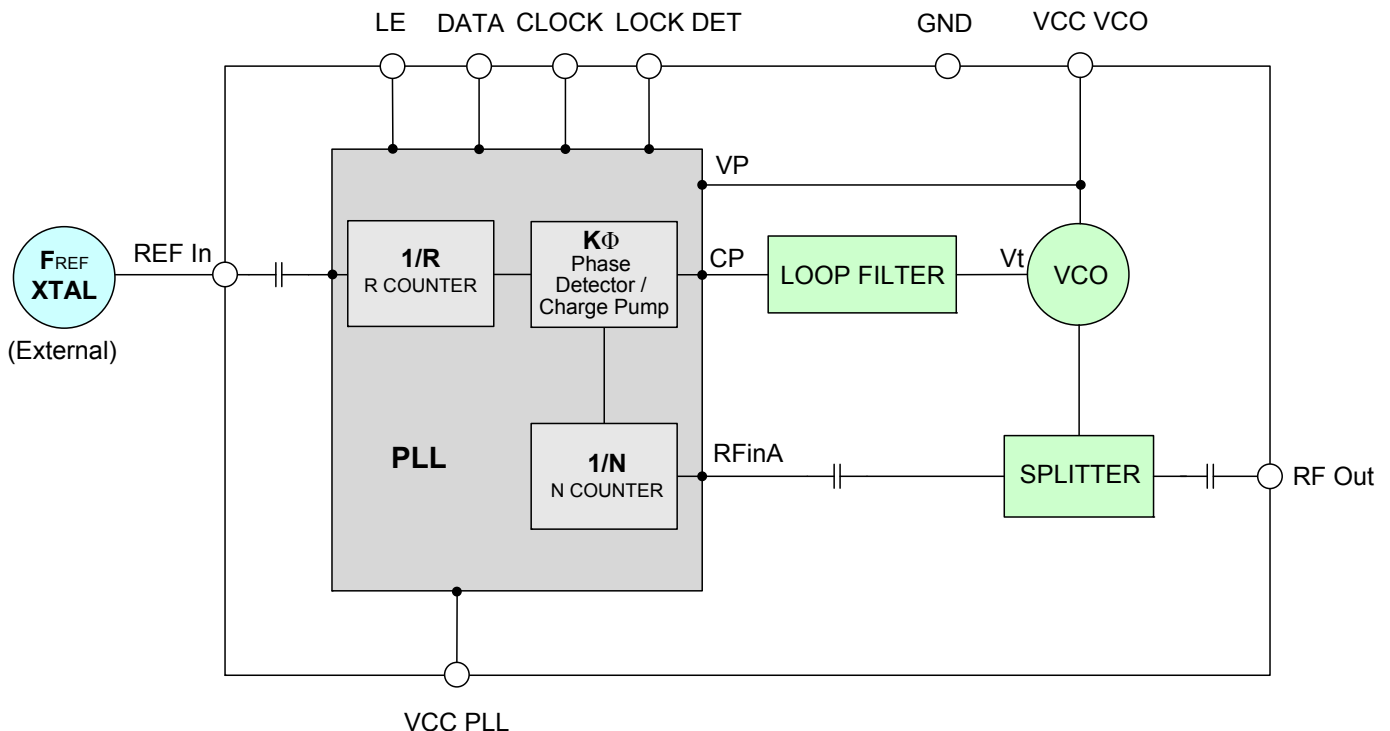 LE
DATA
CLOCK
LOCK DET
GND
VCC VCO
VP
FREF
XTAL
(External)
REF In
1/R
R COUNTER
KΦ
Phase
Detector /
Charge Pump
CP
LOOP FILTER
Vt
VCO
PLL
1/N
N COUNTER
RFinA
SPLITTER
RF Out
VCC PLL